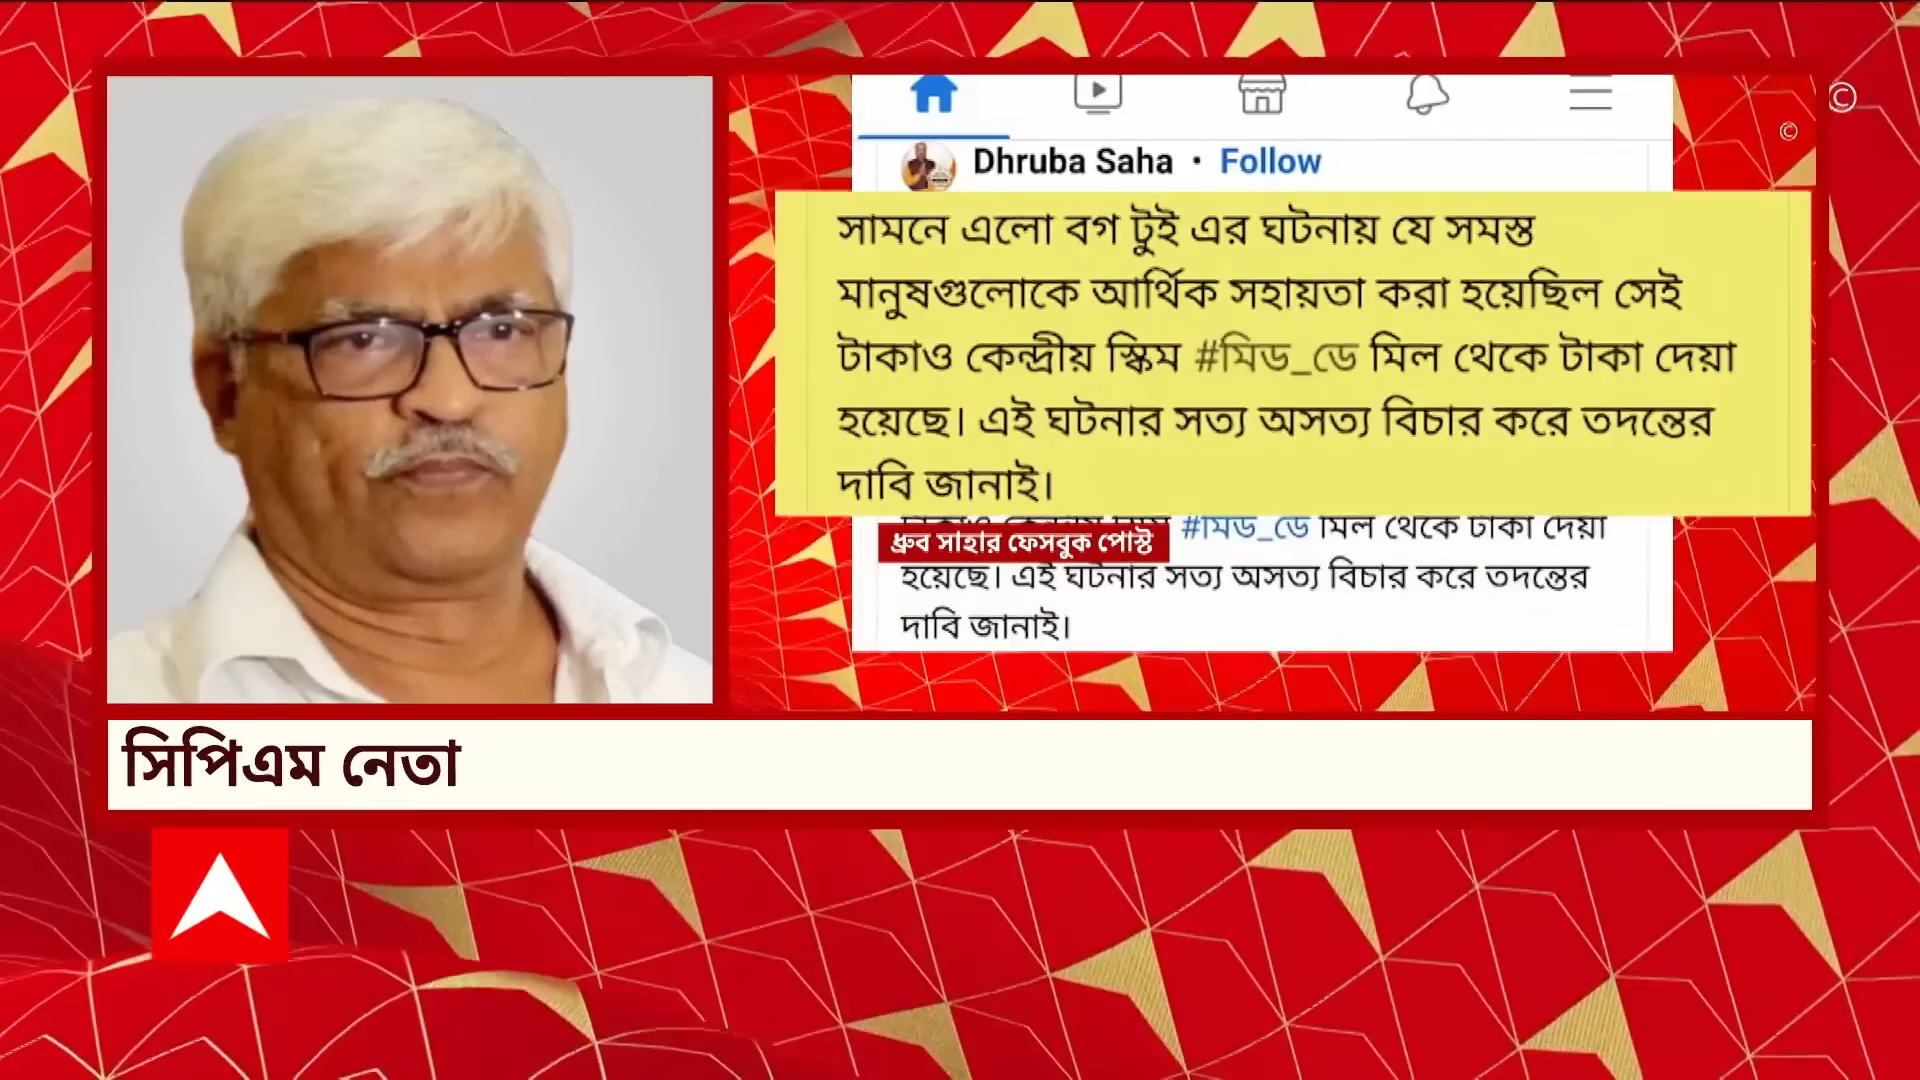 ©
©
Dhruba Saha · Follow
সামনে এলো বগ টুই এর ঘটনায় যে সমস্ত
মানুষগুলোকে আর্থিক সহায়তা করা হয়েছিল সেই
টাকাও কেন্দ্রীয় স্কিম #মিড_ডে মিল থেকে টাকা দেয়া
হয়েছে। এই ঘটনার সত্য অসত্য বিচার করে তদন্তের
দাবি জানাই।
টাকাও কেন্দ্রীয় স্কিম #মিড_ডে মিল থেকে টাকা দেয়া
ধ্রুব সাহার ফেসবুক পোস্ট
হয়েছে। এই ঘটনার সত্য অসত্য বিচার করে তদন্তের
দাবি জানাই।
সিপিএম নেতা